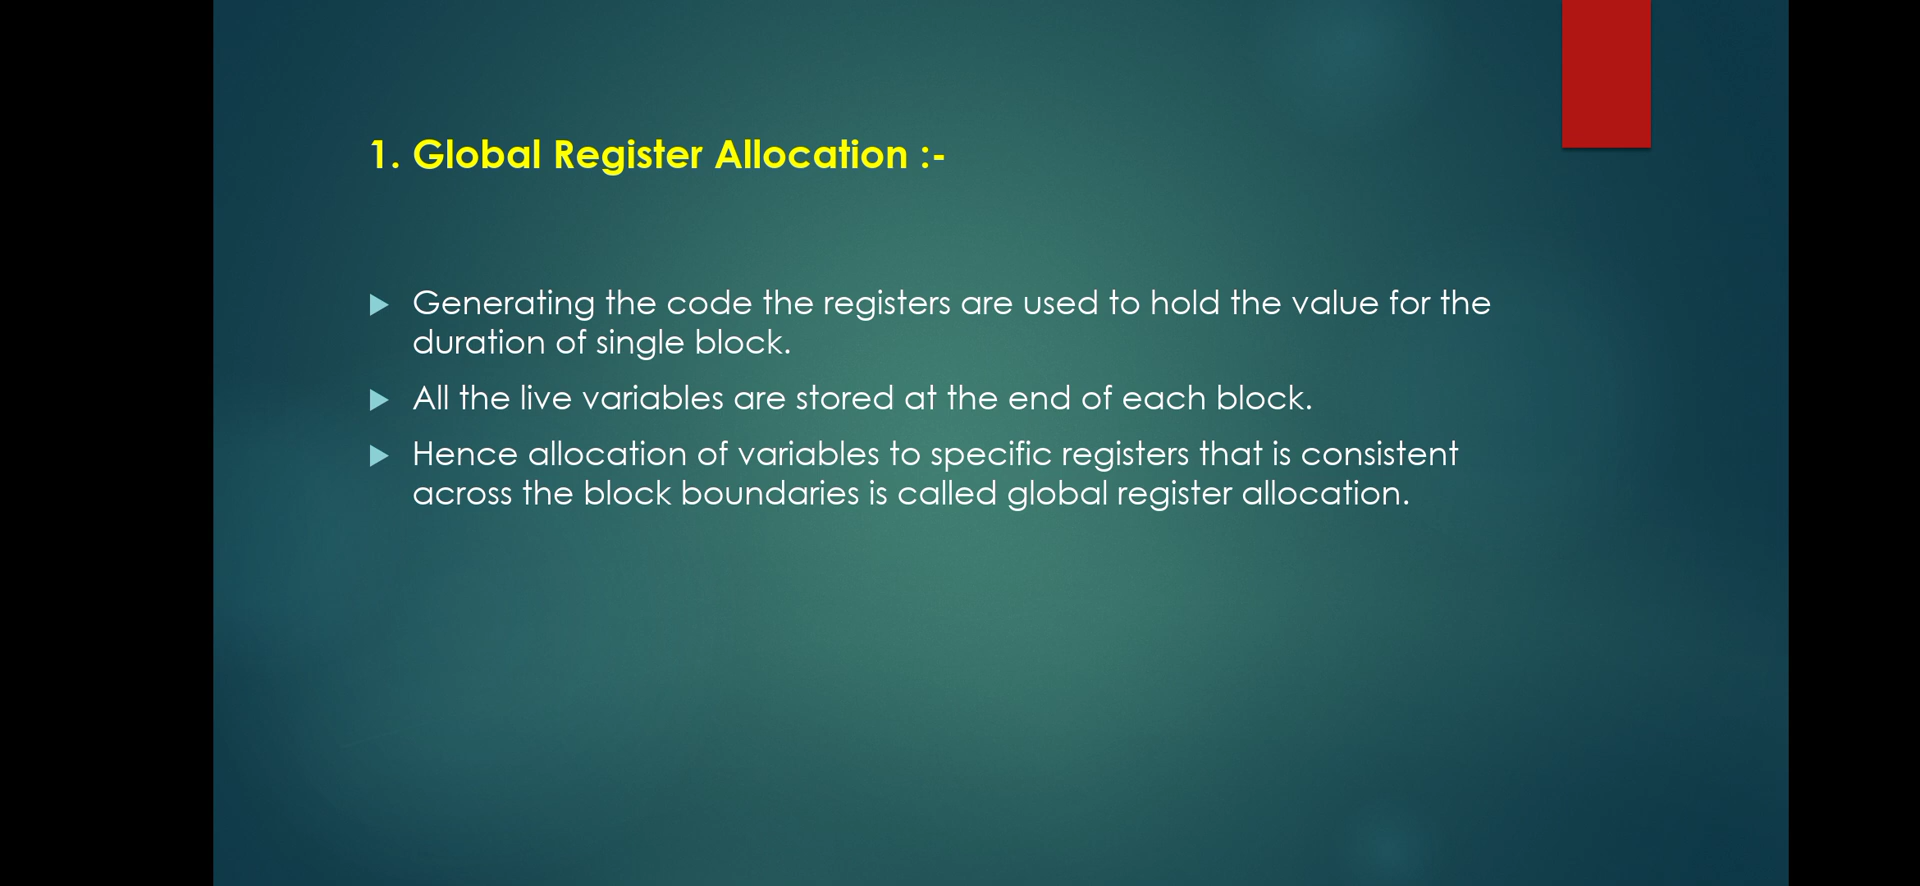 1. Global Register Allocation :-
Generating the code the registers are used to hold the value for the
duration of single block.
All the live variables are stored at the end of each block.
Hence allocation of variables to specific registers that is consistent
across the block boundaries is called global register allocation.